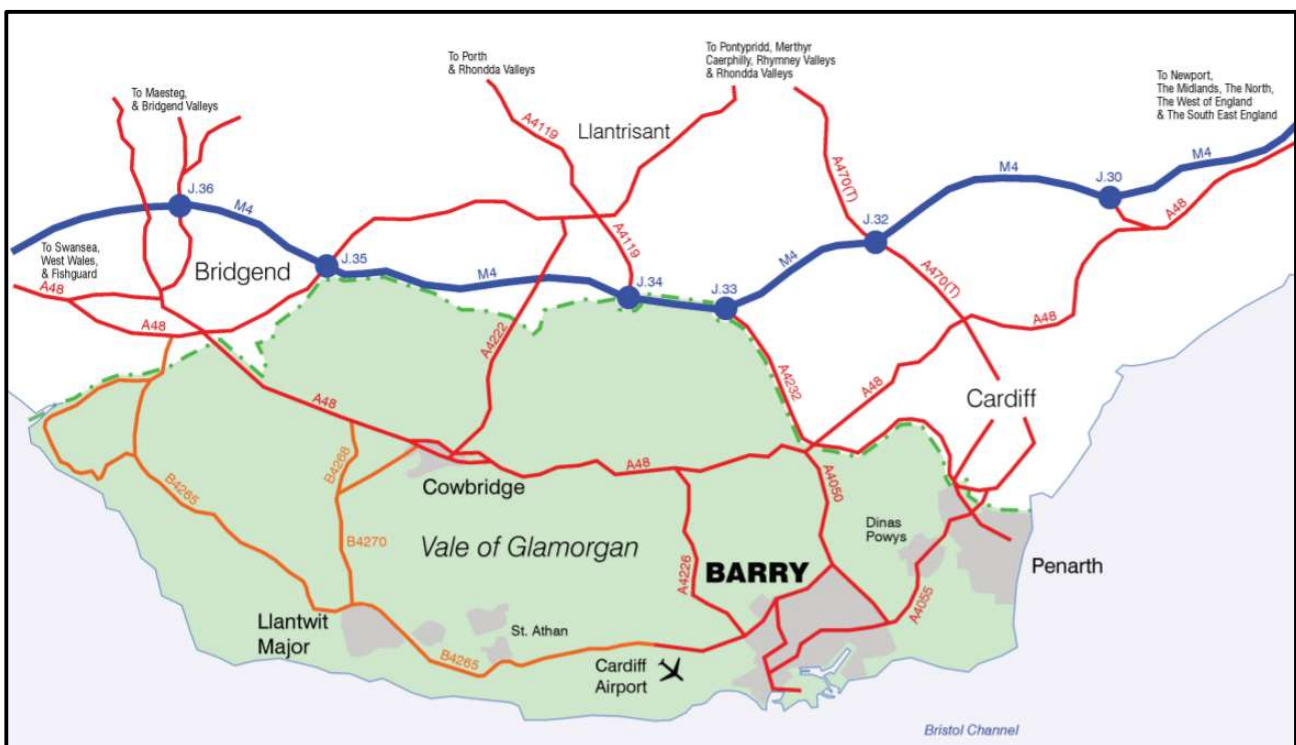 To Maesteg,
& Bridgend Valleys
To Porth
& Rhondda Valleys
To Pontypridd, Merthyr
Caerphilly, Rhymney Valleys
& Rhondda Valleys
To Newport,
The Midlands, The North,
The West of England
& The South East England
A4119
Llantrisant
A470(T)
M4
J.30
M4
J.36
M4
A48
J.32
A4119
To Swansea,
West Wales,
& Fishguard
Bridgend
J.35
M4
J.34
M4
A470(T)
J.33
A48
A48
A4222
A48
A4232
A48
Cardiff
A48
B4268
B4265
Cowbridge
A48
A4050
B4270
Vale of Glamorgan
Dinas
Powys
A4226
BARRY
Penarth
Llantwit
Major
St. Athan
A4055
B4265
Cardiff
Airport
Bristol Channel